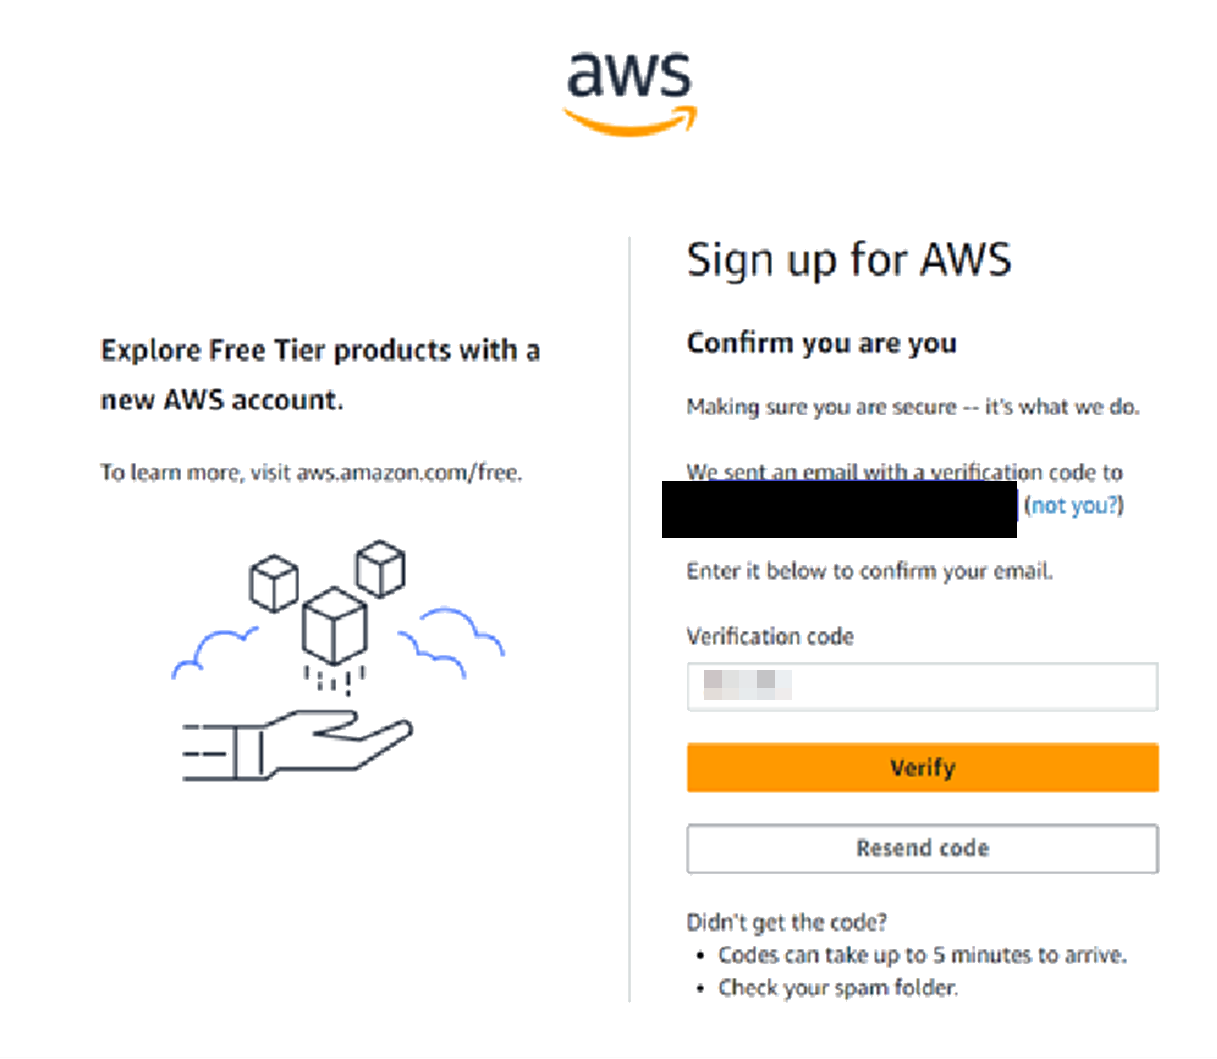 aws
Explore Free Tier products with a
new AWS account.
To learn more, visit aws.amazon.com/free.
Sign up for AWS
Confirm you are you
Making sure you are secure -- it's what we do.
We sent an email with a verification code to
(not you?)
Enter it below to confirm your email.
Verification code
Verify
Resend code
Didn't get the code?
• Codes can take up to 5 minutes to arrive.
• Check your spam folder.